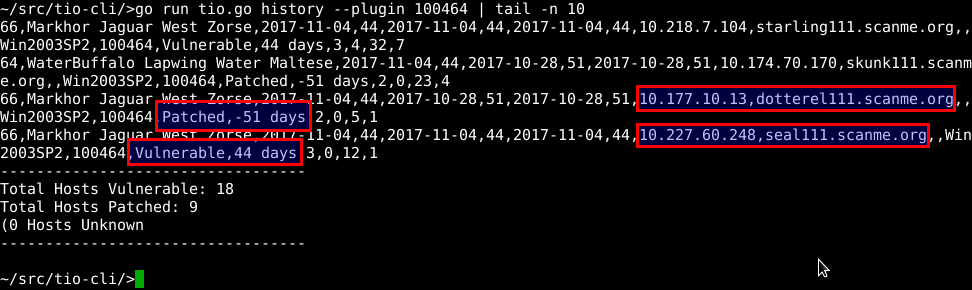 ~/src/tio-cli/>go run tio.go history --plugin 100464 | tail -n 10
66,Markhor Jaguar West Zorse,2017-11-04,44,2017-11-04,44,2017-11-04,44,10.218.7.104,starling111.scanme.org,,
Win2003SP2,100464,Vulnerable,44 days,3,4,32,7
64,WaterBuffalo Lapwing Water Maltese,2017-11-04,44,2017-10-28,51,2017-10-28,51,10.174.70.170,skunk111.scanm
e.org,,Win2003SP2,100464,Patched,-51 days,2,0,23,4
66,Markhor Jaguar West Zorse,2017-11-04,44,2017-10-28,51,2017-10-28,51,10.177.10.13,dotterel111.scanme.org,,
Win2003SP2,100464,Patched,-51 days,2,0,5,1
66,Markhor Jaguar West Zorse,2017-11-04,44,2017-11-04,44,2017-11-04,44,10.227.60.248,seal111.scanme.org,,Win
2003SP2,100464,Vulnerable,44 days,3,0,12,1
----------------------------------
Total Hosts Vulnerable: 18
Total Hosts Patched: 9
(0 Hosts Unknown
----------------------------------
~/src/tio-cli/>